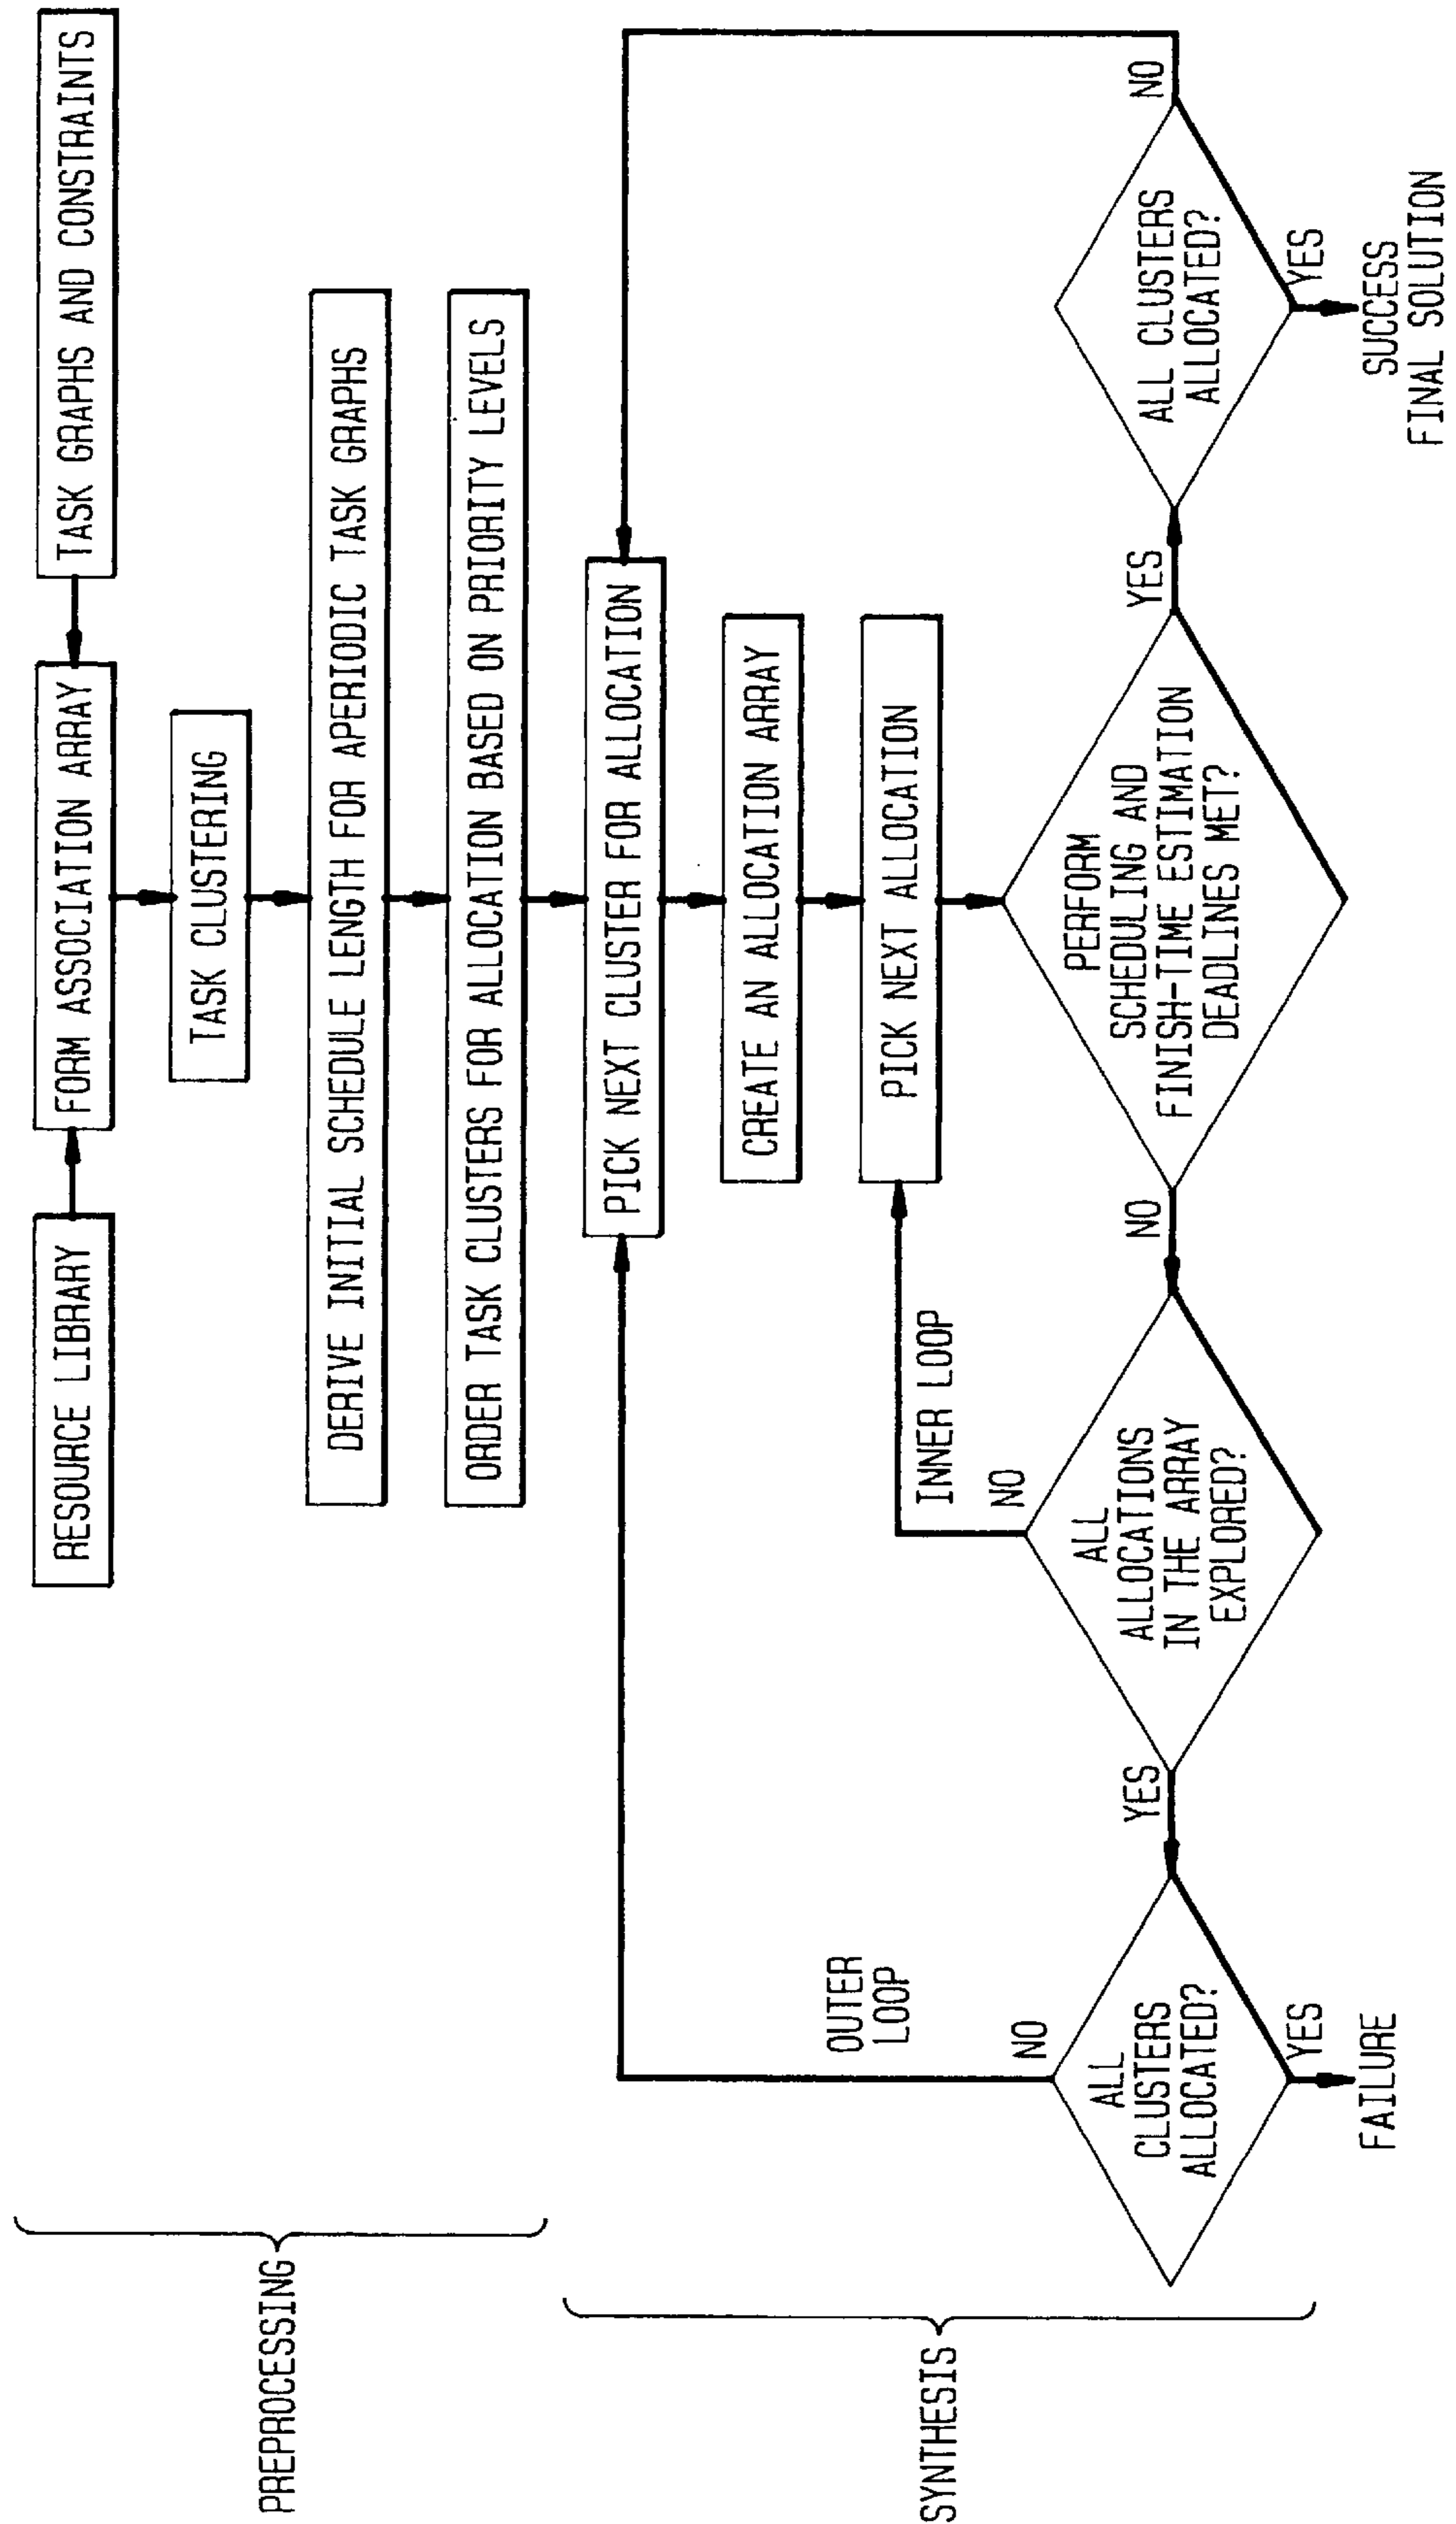 PREPROCESSING
RESOURCE LIBRARY
FORM ASSOCIATION ARRAY
TASK GRAPHS AND CONSTRAINTS
TASK CLUSTERING
DERIVE INITIAL SCHEDULE LENGTH FOR APERIODIC TASK GRAPHS
ORDER TASK CLUSTERS FOR ALLOCATION BASED ON PRIORITY LEVELS
SYNTHESIS
PICK NEXT CLUSTER FOR ALLOCATION
CREATE AN ALLOCATION ARRAY
PICK NEXT ALLOCATION
OUTER
LOOP
INNER LOOP
NO
NO
ALL
CLUSTERS
ALLOCATED?
YES
ALL
ALLOCATIONS
IN THE ARRAY
EXPLORED?
NO
PERFORM
SCHEDULING AND
FINISH-TIME ESTIMATION
DEADLINES MET?
YES
ALL CLUSTERS
ALLOCATED?
NO
YES
FAILURE
YES
SUCCESS
FINAL SOLUTION